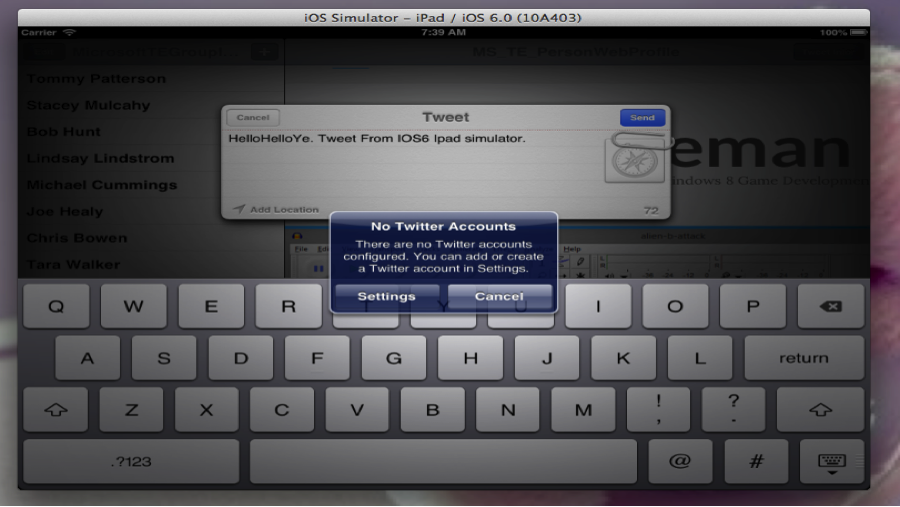 iOS Simulator – iPad / iOS 6.0 (10A403)
Carrier 7:39 AM 100%
MS_TE_PersonWebProfile
Tommy Patterson
Stacey Mulcahy
Bob Hunt
Lindsay Lindstrom
Michael Cummings
Joe Healy
Chris Bowen
Tara Walker
Cancel Tweet Send
HelloHelloYe. Tweet From IOS6 Ipad simulator.
Add Location 72
eman
indows 8 Game Developm
Help
No Twitter Accounts
There are no Twitter accounts
configured. You can add or create
a Twitter account in Settings.
Settings Cancel
Q W E R T Y U I O P
A S D F G H J K L return
Z X C V B N M ! , ? .
.?123 @ #